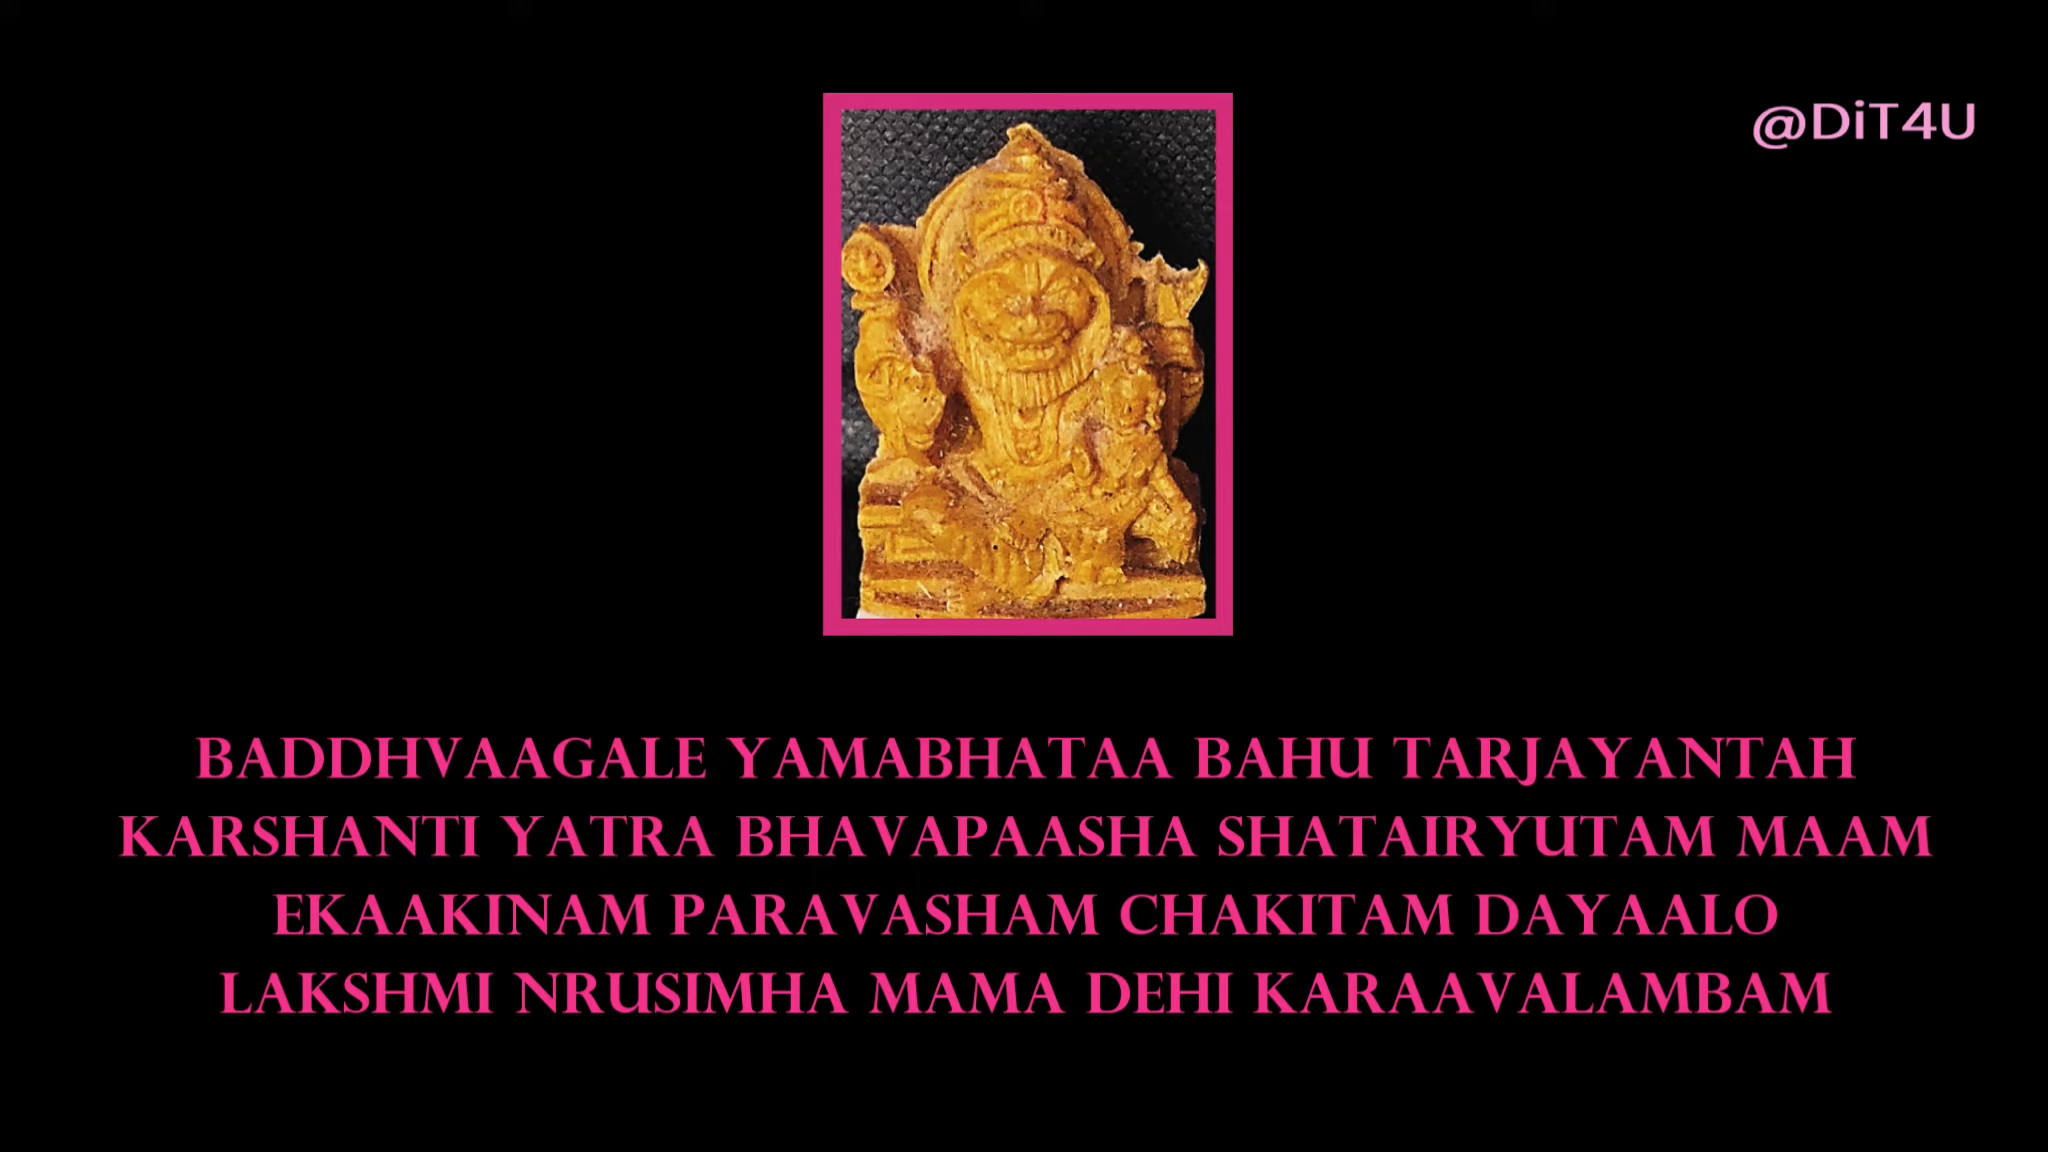 @DiT4U
BADDHVAAGALE YAMABHATAA BAHU TARJAYANTAH
KARSHANTI YATRA BHAVAPAASHA SHATAIRYUTAM MAAM
EKAAKINAM PARAVASHAM CHAKITAM DAYAALO
LAKSHMI NRUSIMHA MAMA DEHI KARAAVALAMBAM